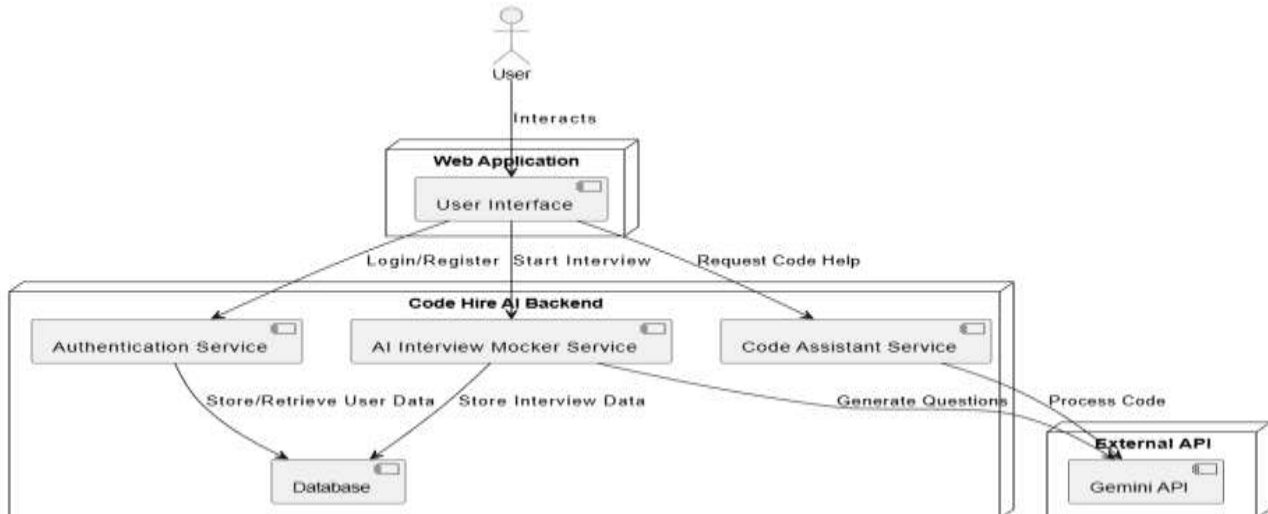 User
Interacts
Web Application
User Interface
Login/Register
Start Interview
Request Code Help
Code Hire AI Backend
Authentication Service
AI Interview Mocker Service
Code Assistant Service
Store/Retrieve User Data
Store Interview Data
Generate Questions
Process Code
External API
Database
Gemini API